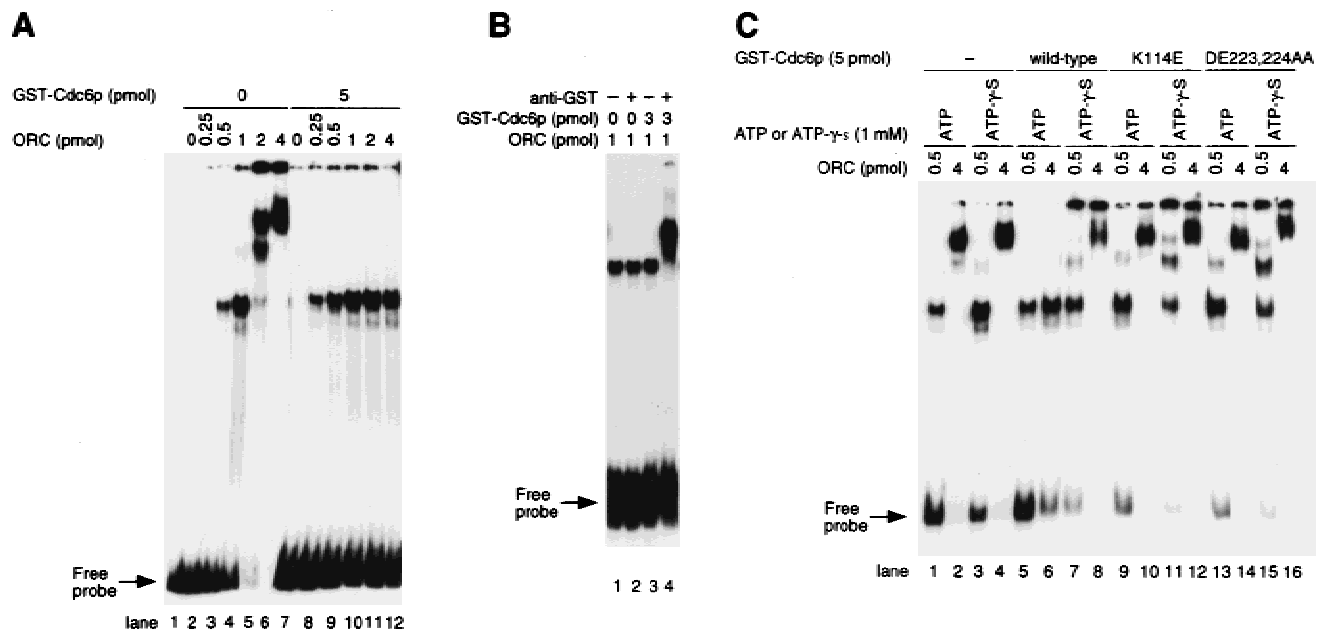 A
GST-Cdc6p (pmol) 0 5
ORC (pmol) 0 0.25 0.5 1 2 4 0 0.25 0.5 1 2 4
Free probe
lane 1 2 3 4 5 6 7 8 9 10 11 12
B
anti-GST − + − +
GST-Cdc6p (pmol) 0 0 3 3
ORC (pmol) 1 1 1 1
Free probe
1 2 3 4
C
GST-Cdc6p (5 pmol) − wild-type K114E DE223,224AA
ATP or ATP-γ-s (1 mM) ATP ATP-γ-S ATP ATP-γ-S ATP ATP-γ-S ATP ATP-γ-S
ORC (pmol) 0.5 4 0.5 4 0.5 4 0.5 4 0.5 4 0.5 4 0.5 4 0.5 4
Free probe
lane 1 2 3 4 5 6 7 8 9 10 11 12 13 14 15 16